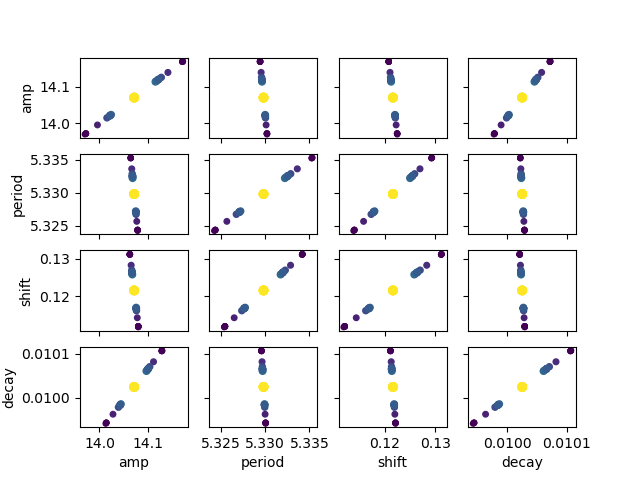 amp
14.1
14.0
period
5.335
5.330
5.325
shift
0.13
0.12
decay
0.0101
0.0100
14.0 14.1 5.325 5.330 5.335 0.12 0.13 0.0100 0.0101
amp period shift decay